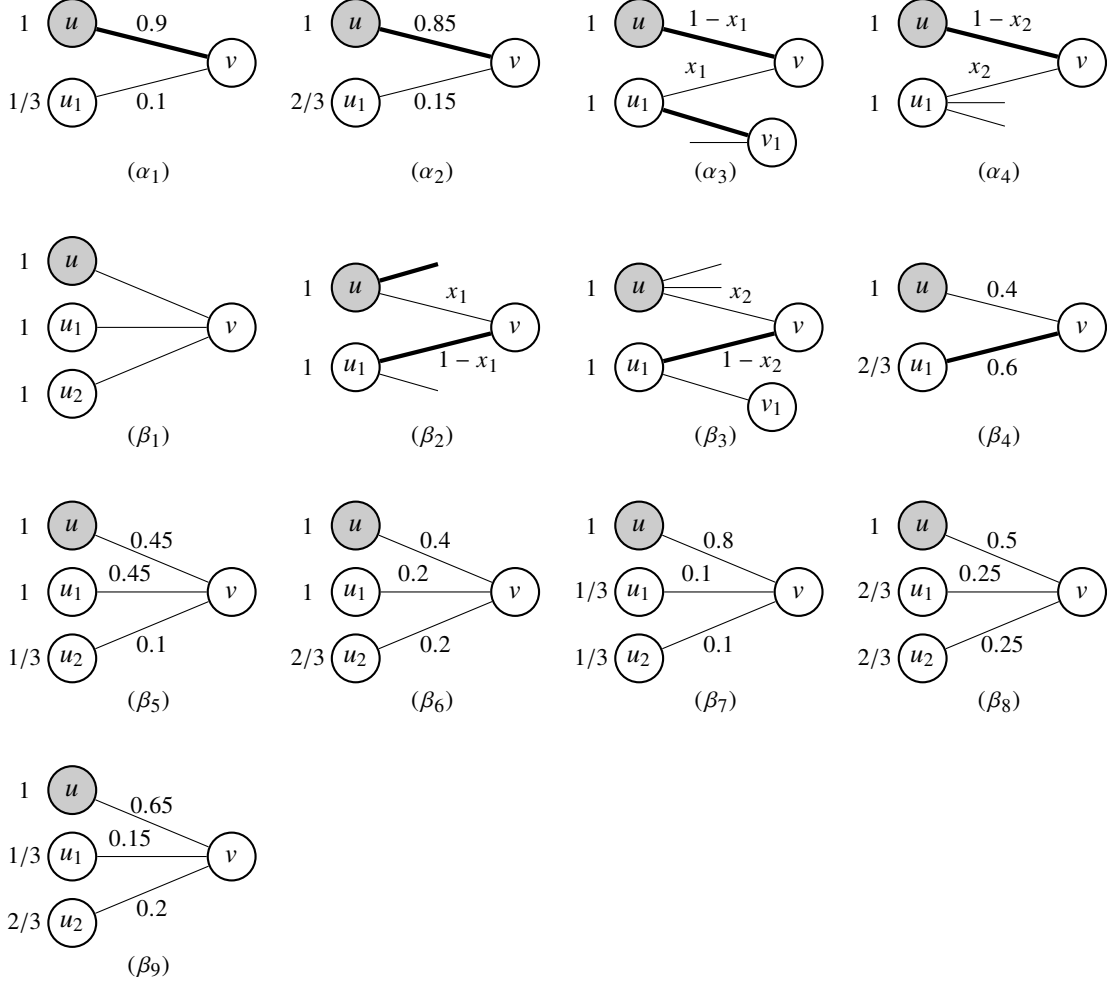 1 u 0.9 v 1/3 u₁ 0.1
(α₁)
1 u 0.85 v 2/3 u₁ 0.15
(α₂)
1 u 1 − x₁ v x₁ 1 u₁ v₁
(α₃)
1 u 1 − x₂ v x₂ 1 u₁
(α₄)
1 u 1 u₁ v 1 u₂
(β₁)
1 u x₁ v 1 u₁ 1 − x₁
(β₂)
1 u x₂ v 1 u₁ 1 − x₂ v₁
(β₃)
1 u 0.4 v 2/3 u₁ 0.6
(β₄)
1 u 0.45 1 u₁ 0.45 v 1/3 u₂ 0.1
(β₅)
1 u 0.4 1 u₁ 0.2 v 2/3 u₂ 0.2
(β₆)
1 u 0.8 1/3 u₁ 0.1 v 1/3 u₂ 0.1
(β₇)
1 u 0.5 2/3 u₁ 0.25 v 2/3 u₂ 0.25
(β₈)
1 u 0.65 1/3 u₁ 0.15 v 2/3 u₂ 0.2
(β₉)